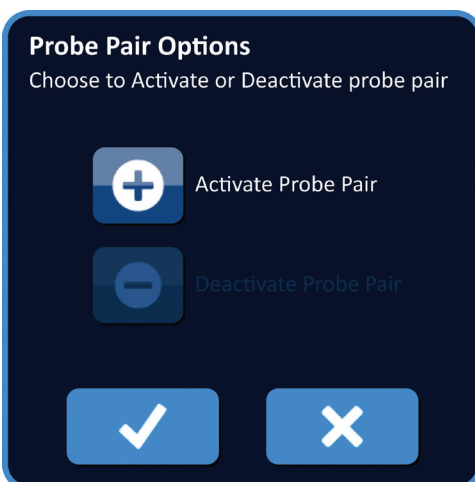 Probe Pair Options
Choose to Activate or Deactivate probe pair
Activate Probe Pair
Deactivate Probe Pair